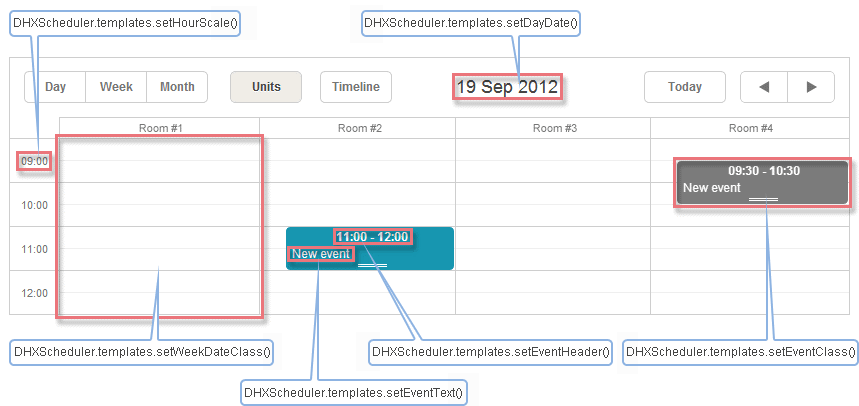 DHXScheduler.templates.setHourScale() DHXScheduler.templates.setDayDate()
Day Week Month Units Timeline 19 Sep 2012 Today
Room #1 Room #2 Room #3 Room #4
09:00
09:30 - 10:30
New event
10:00
11:00 - 12:00
11:00
New event
12:00
DHXScheduler.templates.setWeekDateClass() DHXScheduler.templates.setEventHeader() DHXScheduler.templates.setEventClass()
DHXScheduler.templates.setEventText()